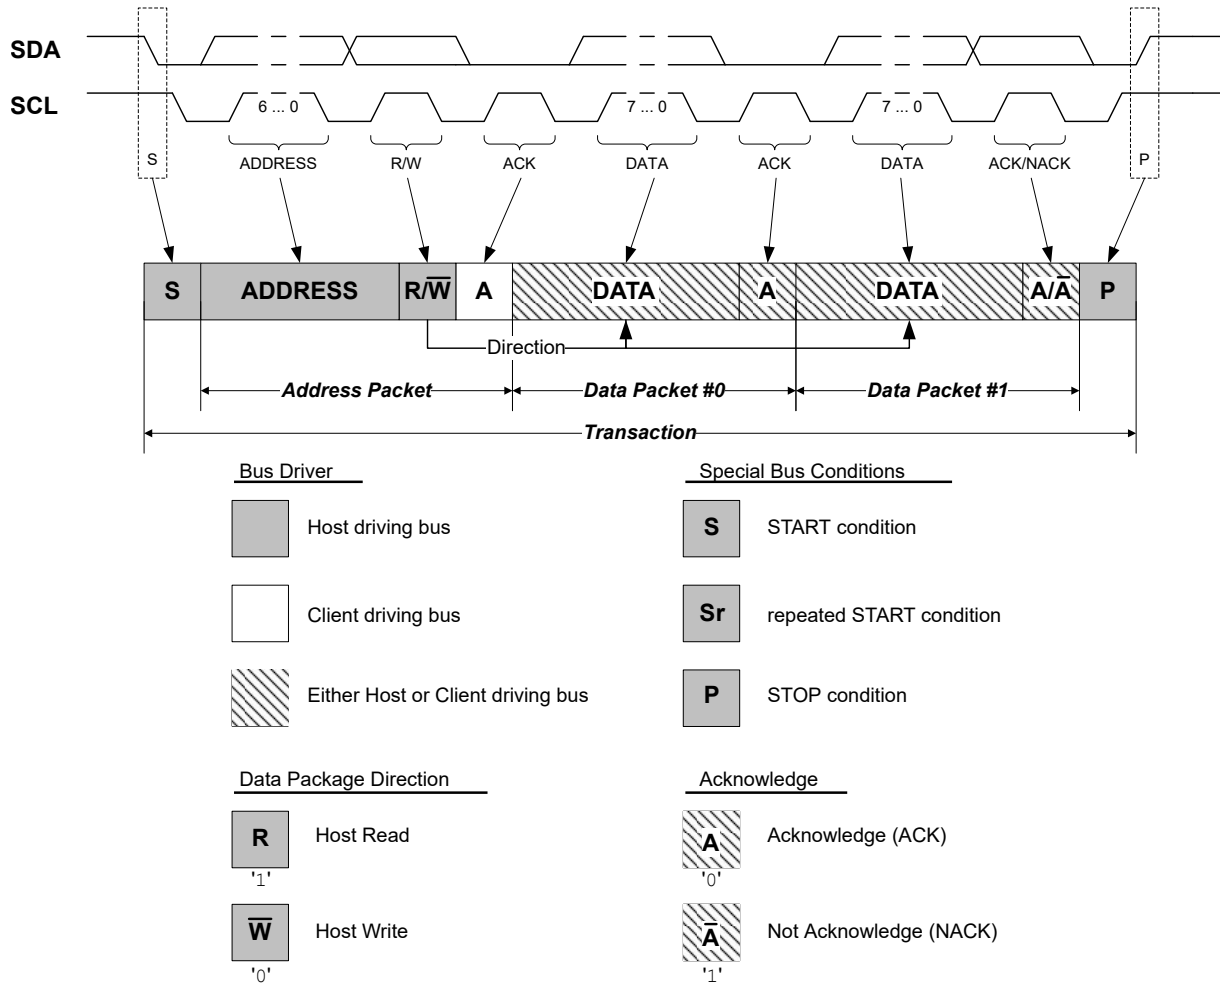 SDA
SCL
6 ... 0
7 ... 0
7 ... 0
S
ADDRESS
R/W
ACK
DATA
ACK
DATA
ACK/NACK
P
S
ADDRESS
R/W̅
A
DATA
A
DATA
A/A̅
P
Direction
Address Packet
Data Packet #0
Data Packet #1
Transaction
Bus Driver
Special Bus Conditions
Host driving bus
S
START condition
Client driving bus
Sr
repeated START condition
Either Host or Client driving bus
P
STOP condition
Data Package Direction
Acknowledge
R
Host Read
'1'
A
Acknowledge (ACK)
'0'
W̅
Host Write
'0'
A̅
Not Acknowledge (NACK)
'1'